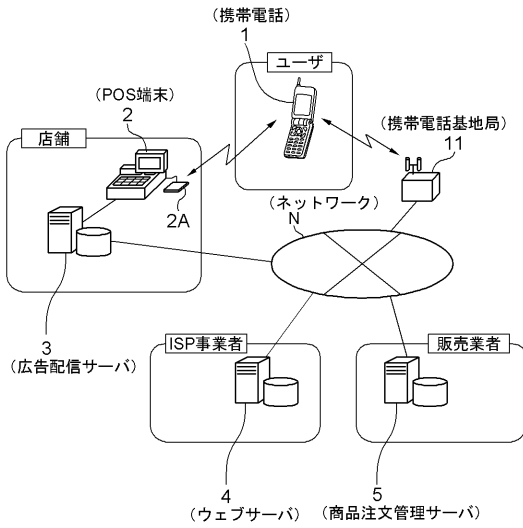 (携帯電話)
1
ユーザ
(POS端末)
2
店舗
(携帯電話基地局)
11
2A
(ネットワーク)
N
3
(広告配信サーバ)
ISP事業者
販売業者
4
(ウェブサーバ)
5
(商品注文管理サーバ)